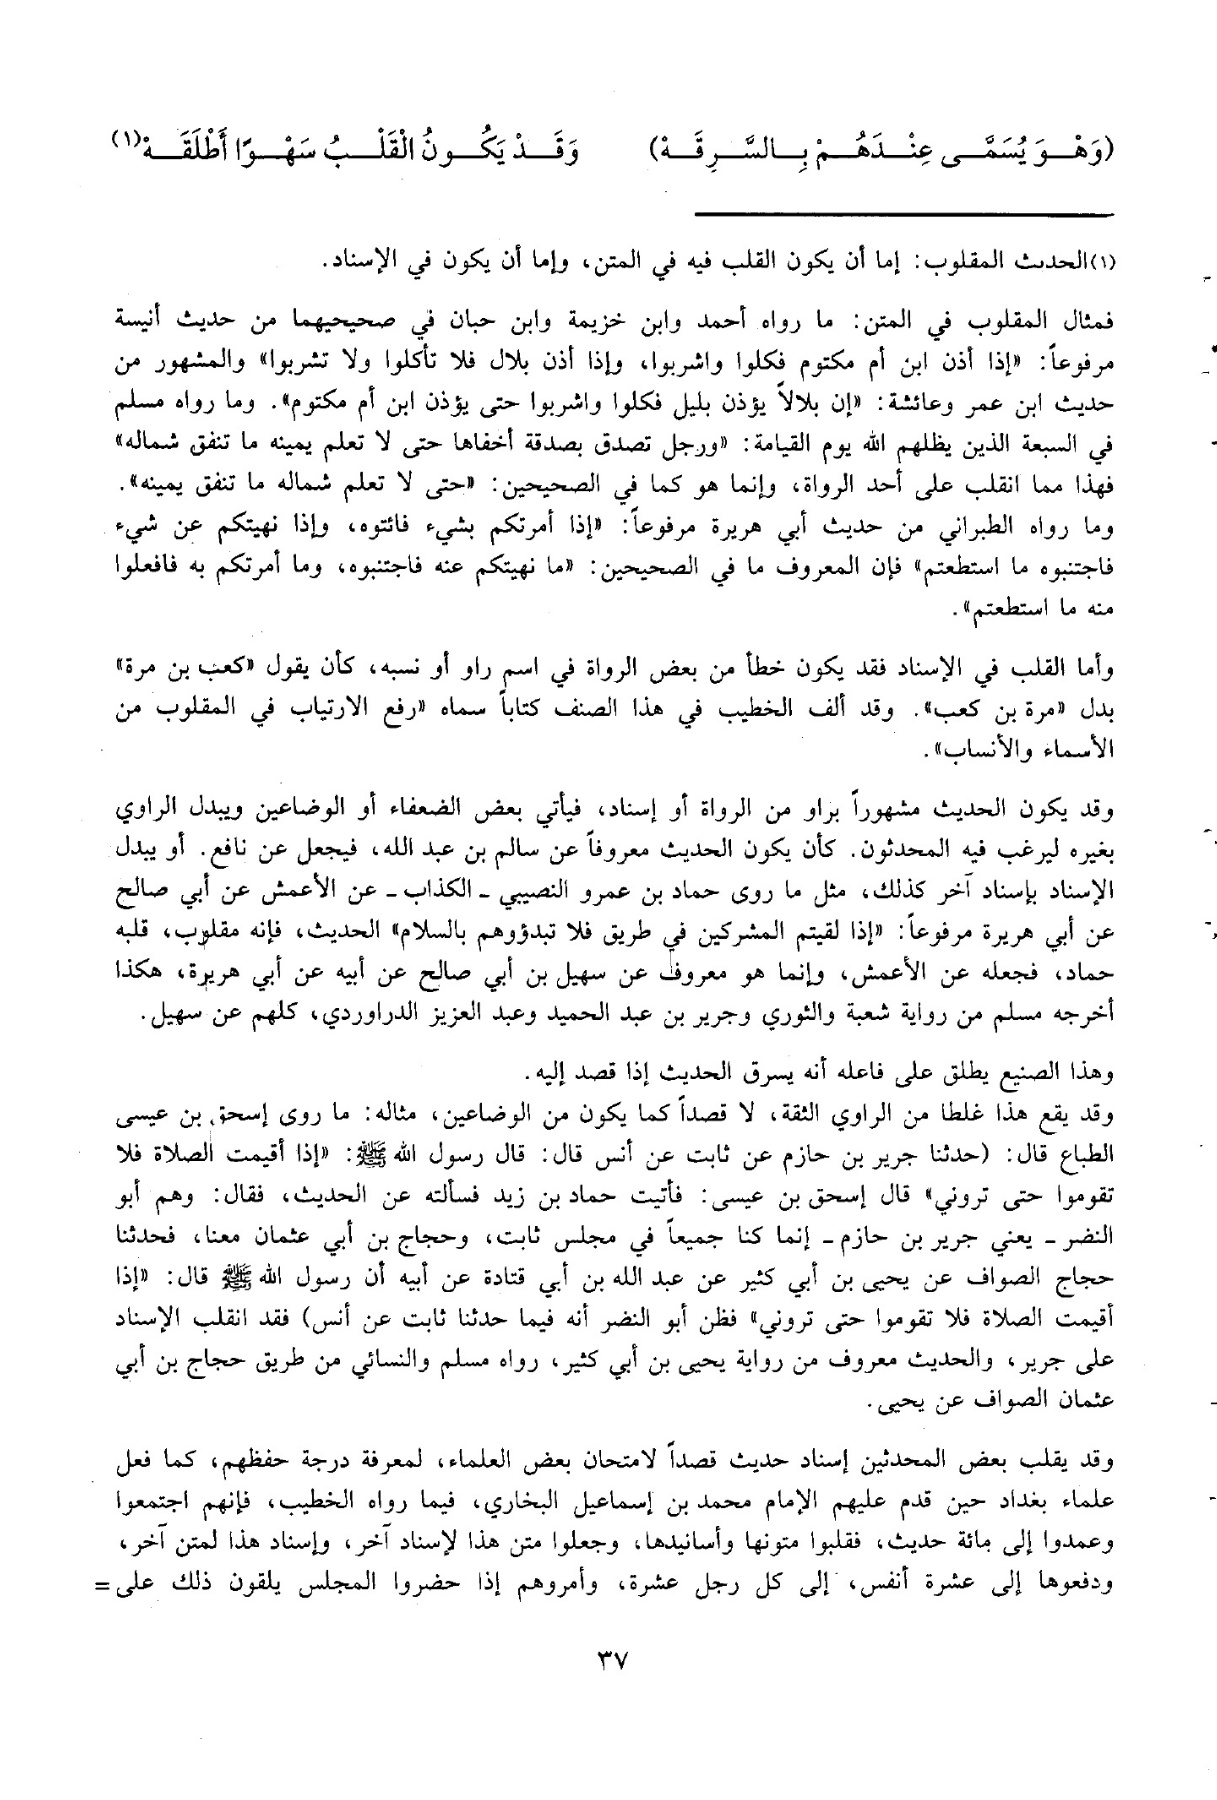 (وَهْوَ يُسَمَّى عِنْدَهُمْ بِالسَّرِقَهْ) وَقَدْ يَكُونُ الْقَلْبُ سَهْوًا أَطْلَقَهْ(١)
(١)الحديث المقلوب: إما أن يكون القلب فيه في المتن، وإما أن يكون في الإسناد.
فمثال المقلوب في المتن: ما رواه أحمد وابن خزيمة وابن حبان في صحيحيهما من حديث أنيسة
مرفوعاً: «إذا أذن ابن أم مكتوم فكلوا واشربوا، وإذا أذن بلال فلا تأكلوا ولا تشربوا» والمشهور من
حديث ابن عمر وعائشة: «إن بلالاً يؤذن بليل فكلوا واشربوا حتى يؤذن ابن أم مكتوم». وما رواه مسلم
في السبعة الذين يظلهم الله يوم القيامة: «ورجل تصدق بصدقة أخفاها حتى لا تعلم يمينه ما تنفق شماله»
فهذا مما انقلب على أحد الرواة، وإنما هو كما في الصحيحين: «حتى لا تعلم شماله ما تنفق يمينه».
وما رواه الطبراني من حديث أبي هريرة مرفوعاً: «إذا أمرتكم بشيء فائتوه، وإذا نهيتكم عن شيء
فاجتنبوه ما استطعتم» فإن المعروف ما في الصحيحين: «ما نهيتكم عنه فاجتنبوه، وما أمرتكم به فافعلوا
منه ما استطعتم».
وأما القلب في الإسناد فقد يكون خطأ من بعض الرواة في اسم راو أو نسبه، كأن يقول «كعب بن مرة»
بدل «مرة بن كعب». وقد ألف الخطيب في هذا الصنف كتاباً سماه «رفع الارتياب في المقلوب من
الأسماء والأنساب».
وقد يكون الحديث مشهوراً براو من الرواة أو إسناد، فيأتي بعض الضعفاء أو الوضاعين ويبدل الراوي
بغيره ليرغب فيه المحدثون. كأن يكون الحديث معروفاً عن سالم بن عبد الله، فيجعل عن نافع. أو يبدل
الإسناد بإسناد آخر كذلك، مثل ما روى حماد بن عمرو النصيبي ـ الكذاب ـ عن الأعمش عن أبي صالح
عن أبي هريرة مرفوعاً: «إذا لقيتم المشركين في طريق فلا تبدؤوهم بالسلام» الحديث، فإنه مقلوب، قلبه
حماد، فجعله عن الأعمش، وإنما هو معروف عن سهيل بن أبي صالح عن أبيه عن أبي هريرة، هكذا
أخرجه مسلم من رواية شعبة والثوري وجرير بن عبد الحميد وعبد العزيز الدراوردي، كلهم عن سهيل.
وهذا الصنيع يطلق على فاعله أنه يسرق الحديث إذا قصد إليه.
وقد يقع هذا غلطا من الراوي الثقة، لا قصداً كما يكون من الوضاعين، مثاله: ما روى إسحق بن عيسى
الطباع قال: (حدثنا جرير بن حازم عن ثابت عن أنس قال: قال رسول الله ﷺ: «إذا أقيمت الصلاة فلا
تقوموا حتى تروني» قال إسحق بن عيسى: فأتيت حماد بن زيد فسألته عن الحديث، فقال: وهم أبو
النضر ـ يعني جرير بن حازم ـ إنما كنا جميعاً في مجلس ثابت، وحجاج بن أبي عثمان معنا، فحدثنا
حجاج الصواف عن يحيى بن أبي كثير عن عبد الله بن أبي قتادة عن أبيه أن رسول الله ﷺ قال: «إذا
أقيمت الصلاة فلا تقوموا حتى تروني» فظن أبو النضر أنه فيما حدثنا ثابت عن أنس) فقد انقلب الإسناد
على جرير، والحديث معروف من رواية يحيى بن أبي كثير، رواه مسلم والنسائي من طريق حجاج بن أبي
عثمان الصواف عن يحيى.
وقد يقلب بعض المحدثين إسناد حديث قصداً لامتحان بعض العلماء، لمعرفة درجة حفظهم، كما فعل
علماء بغداد حين قدم عليهم الإمام محمد بن إسماعيل البخاري، فيما رواه الخطيب، فإنهم اجتمعوا
وعمدوا إلى مائة حديث، فقلبوا متونها وأسانيدها، وجعلوا متن هذا لإسناد آخر، وإسناد هذا لمتن آخر،
ودفعوها إلى عشرة أنفس، إلى كل رجل عشرة، وأمروهم إذا حضروا المجلس يلقون ذلك على =
٣٧